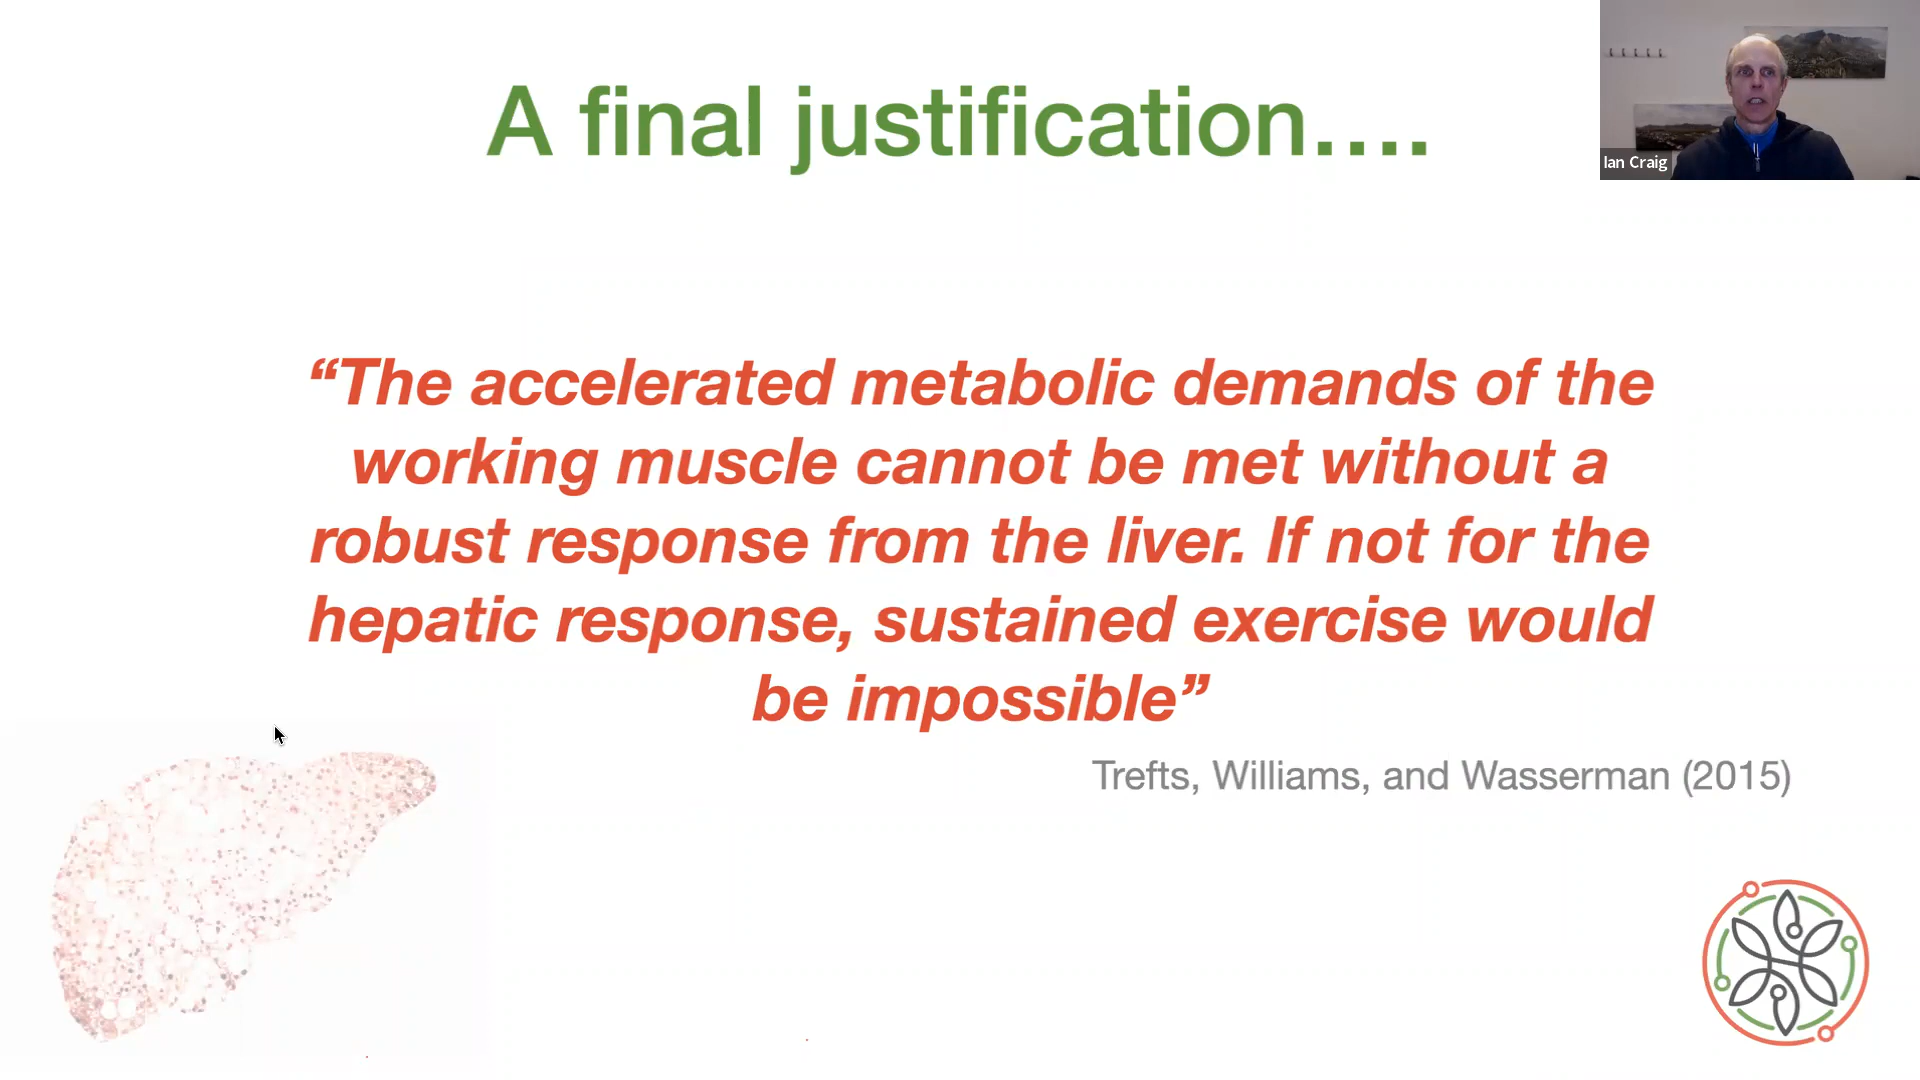 A final justification....
Ian Craig
“The accelerated metabolic demands of the
working muscle cannot be met without a
robust response from the liver. If not for the
hepatic response, sustained exercise would
be impossible”
Trefts, Williams, and Wasserman (2015)